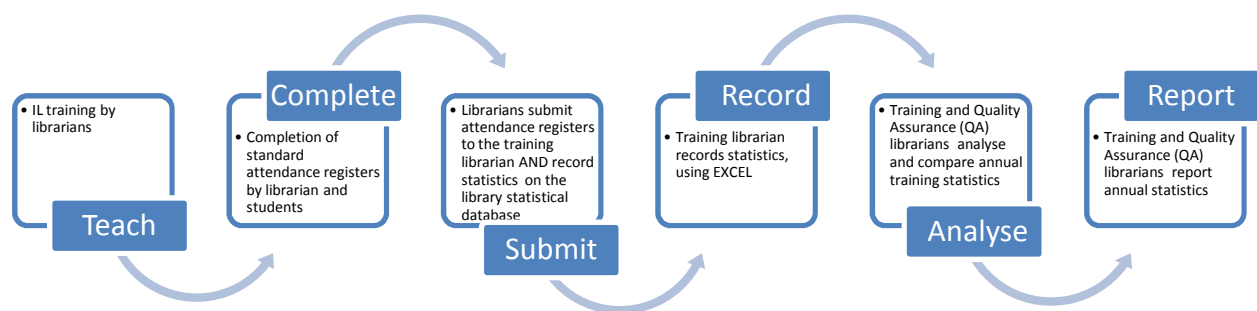 • IL training by
librarians
Teach
Complete
• Completion of
standard
attendance registers
by librarian and
students
• Librarians submit
attendance registers
to the training
librarian AND record
statistics on the
library statistical
database
Submit
Record
• Training librarian
records statistics,
using EXCEL
• Training and Quality
Assurance (QA)
librarians analyse
and compare annual
training statistics
Analyse
Report
• Training and Quality
Assurance (QA)
librarians report
annual statistics